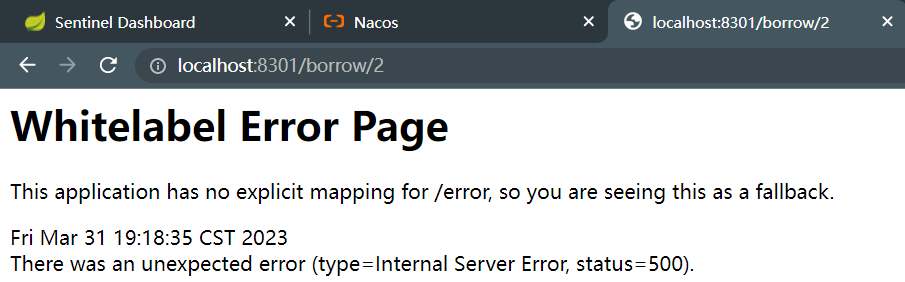 Sentinel Dashboard
Nacos
localhost:8301/borrow/2
localhost:8301/borrow/2
Whitelabel Error Page
This application has no explicit mapping for /error, so you are seeing this as a fallback.
Fri Mar 31 19:18:35 CST 2023
There was an unexpected error (type=Internal Server Error, status=500).